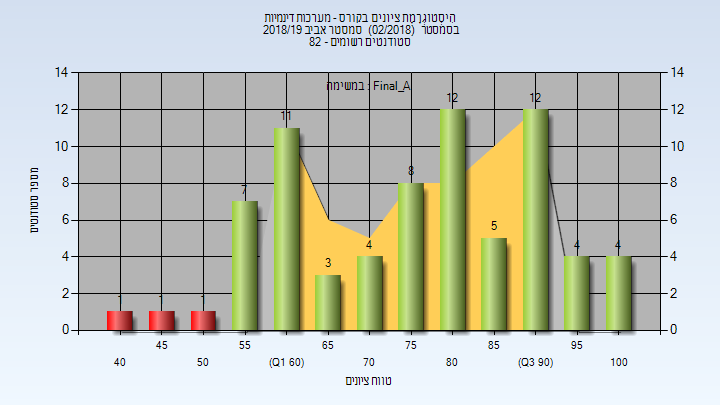 היסטוגרמת ציונים בקורס - מערכות דינמיות
בסמסטר (02/2018) סמסטר אביב 2018/19
סטודנטים רשומים - 82
במשימה : Final_A
14 14
12 12
10 10
8 8
6 6
4 4
2 2
0 0
1 1 1 7 11 3 4 8 12 5 12 4 4
מספר סטודנטים
45 55 65 75 85 95
40 50 (Q1 60) 70 80 (Q3 90) 100
טווח ציונים